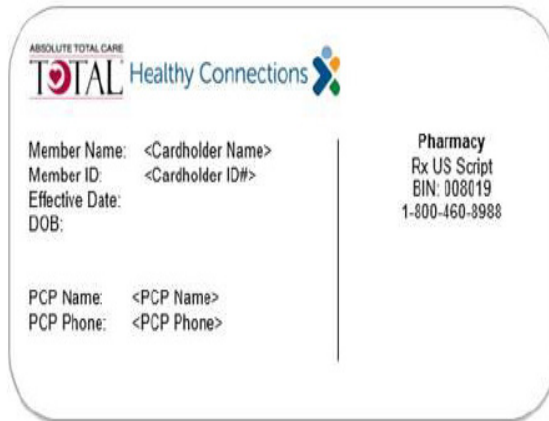 ABSOLUTE TOTAL CARE
TOTAL Healthy Connections
Member Name: <Cardholder Name>
Member ID: <Cardholder ID#>
Effective Date:
DOB:
PCP Name: <PCP Name>
PCP Phone: <PCP Phone>
Pharmacy
Rx US Script
BIN: 008019
1-800-460-8988